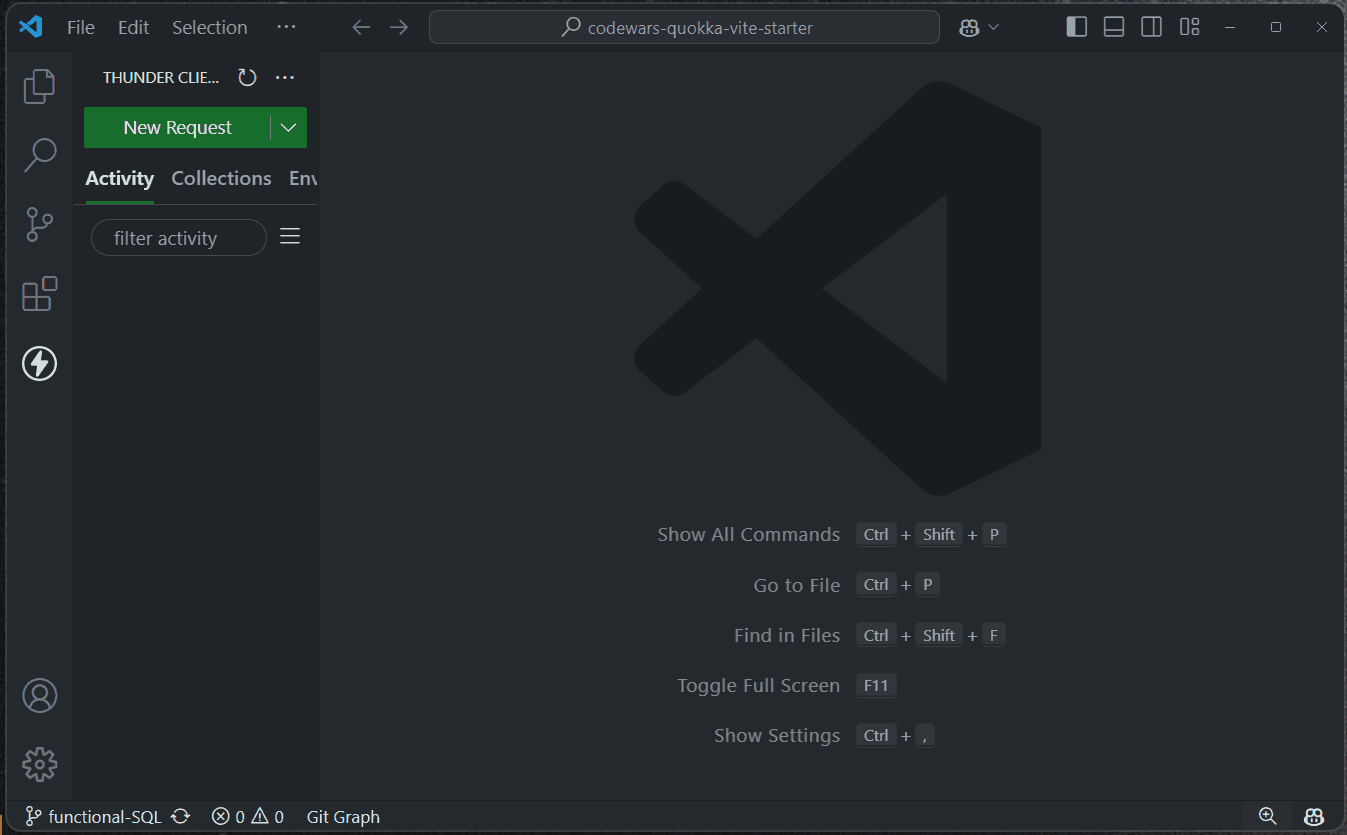 File Edit Selection ··· codewars-quokka-vite-starter
THUNDER CLIE... ···
New Request
Activity Collections Env
filter activity
Show All Commands Ctrl + Shift + P
Go to File Ctrl + P
Find in Files Ctrl + Shift + F
Toggle Full Screen F11
Show Settings Ctrl + ,
functional-SQL 0 0 Git Graph